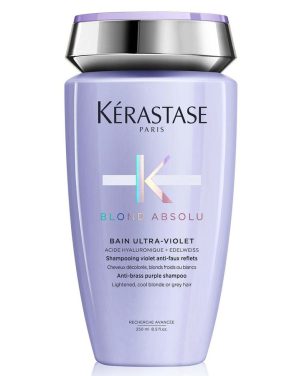 KÉRASTASE
PARIS
K
BLOND ABSOLU
BAIN ULTRA-VIOLET
ACIDE HYALURONIQUE + EDELWEISS
Shampooing violet anti-faux reflets
Cheveux décolorés, blonds froids ou blancs
Anti-brass purple shampoo
Lightened, cool blonde or grey hair
RECHERCHE AVANCÉE
250 ml 8.5 fl.oz.